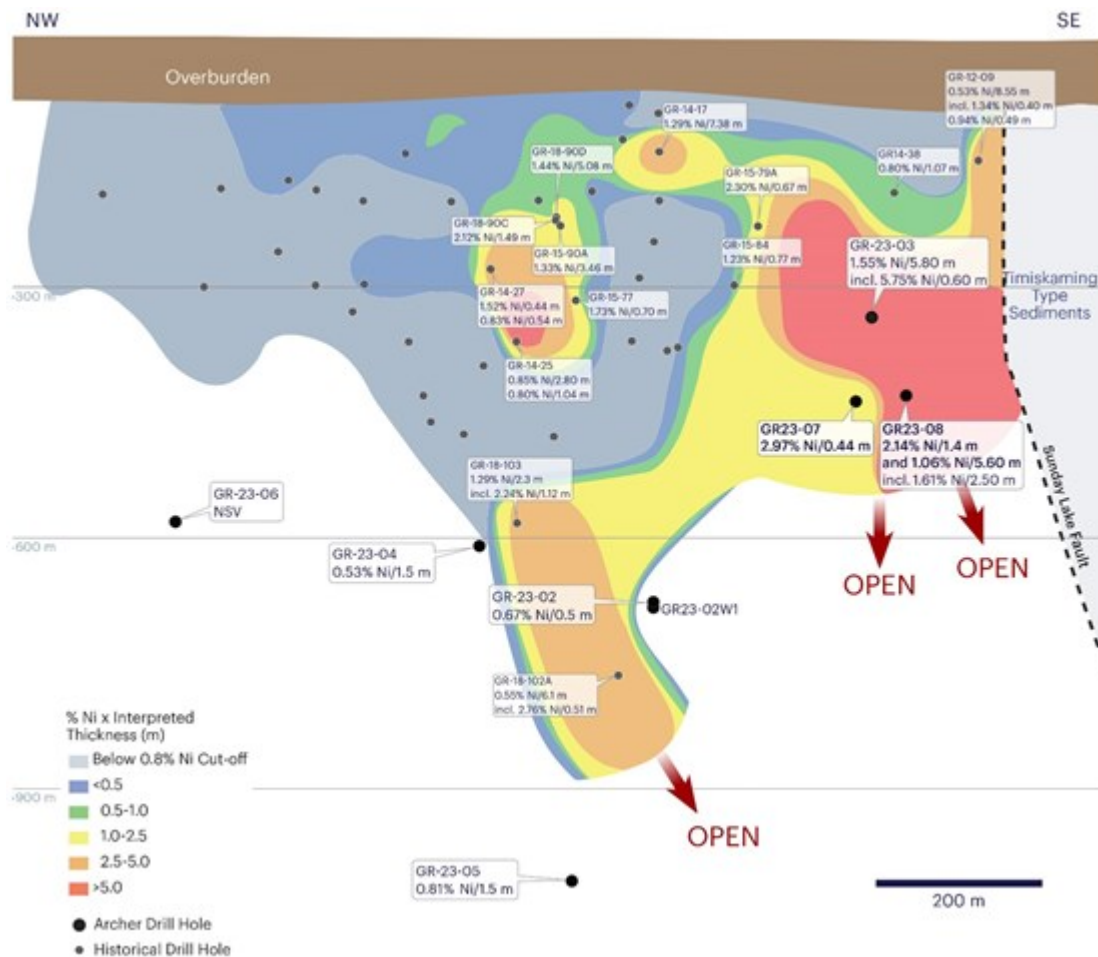 NW
SE
Overburden
GR-12-09
0.53% Ni/8.55 m
incl. 1.34% Ni/0.40 m
0.94% Ni/0.49 m
GR-14-17
1.29% Ni/7.38 m
GR-18-90D
1.44% Ni/5.08 m
GR14-38
0.80% Ni/1.07 m
GR-15-79A
2.30% Ni/0.67 m
GR-18-90C
2.12% Ni/1.49 m
GR-15-90A
1.33% Ni/3.46 m
GR-15-84
1.23% Ni/0.77 m
GR-23-03
1.55% Ni/5.80 m
incl. 5.75% Ni/0.60 m
Timiskaming
Type
Sediments
-300 m
GR-14-27
1.52% Ni/0.44 m
0.83% Ni/0.54 m
GR-15-77
1.73% Ni/0.70 m
GR-14-25
0.85% Ni/2.80 m
0.80% Ni/1.04 m
GR23-07
2.97% Ni/0.44 m
GR23-08
2.14% Ni/1.4 m
and 1.06% Ni/5.60 m
incl. 1.61% Ni/2.50 m
Sunday Lake Fault
GR-18-103
1.29% Ni/2.3 m
incl. 2.24% Ni/1.12 m
GR-23-06
NSV
-600 m
GR-23-04
0.53% Ni/1.5 m
OPEN
OPEN
GR-23-02
0.67% Ni/0.5 m
GR23-02W1
GR-18-102A
0.55% Ni/6.1 m
incl. 2.76% Ni/0.51 m
% Ni x Interpreted
Thickness (m)
Below 0.8% Ni Cut-off
<0.5
0.5-1.0
1.0-2.5
2.5-5.0
>5.0
-900 m
OPEN
GR-23-05
0.81% Ni/1.5 m
200 m
Archer Drill Hole
Historical Drill Hole